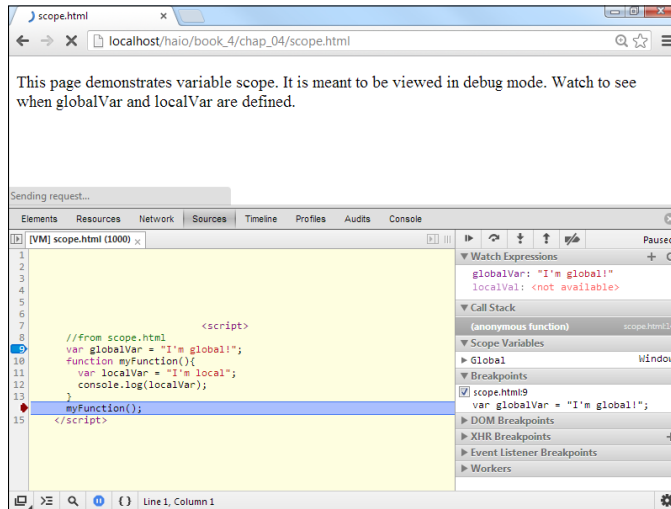 scope.html ×
localhost/haio/book_4/chap_04/scope.html
This page demonstrates variable scope. It is meant to be viewed in debug mode. Watch to see
when globalVar and localVar are defined.
Sending request...
Elements Resources Network Sources Timeline Profiles Audits Console
[VM] scope.html (1000) ×
Paused
1
2
3
4
5
6
7 <script>
8 //from scope.html
9 var globalVar = "I'm global!";
10 function myFunction(){
11 var localVar = "I'm local";
12 console.log(localVar);
13 }
myFunction();
15 </script>
Watch Expressions + C
globalVar: "I'm global!"
localVal: <not available>
Call Stack
(anonymous function) scope.html:1
Scope Variables
Global Window
Breakpoints
scope.html:9
var globalVar = "I'm global!";
DOM Breakpoints
XHR Breakpoints +
Event Listener Breakpoints
Workers
{ } Line 1, Column 1